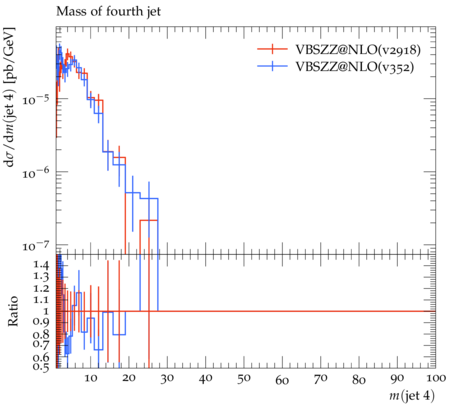 Mass of fourth jet
dσ/dm(jet 4) [pb/GeV]
VBSZZ@NLO(v2918)
VBSZZ@NLO(v352)
10⁻⁵
10⁻⁶
10⁻⁷
Ratio
1.4
1.3
1.2
1.1
1
0.9
0.8
0.7
0.6
0.5
10 20 30 40 50 60 70 80 90 100
m(jet 4)